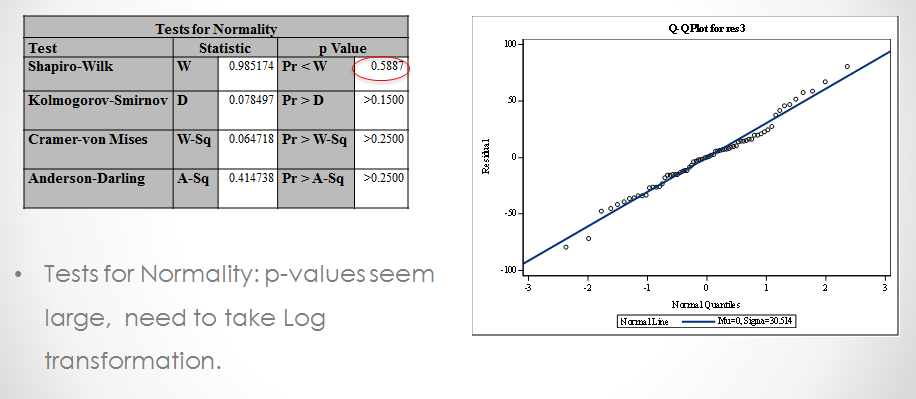 Tests for Normality
Test Statistic p Value
Shapiro-Wilk W 0.985174 Pr < W 0.5887
Kolmogorov-Smirnov D 0.078497 Pr > D >0.1500
Cramer-von Mises W-Sq 0.064718 Pr > W-Sq >0.2500
Anderson-Darling A-Sq 0.414738 Pr > A-Sq >0.2500
• Tests for Normality: p-values seem
large, need to take Log
transformation.
Q-Q Plot for res3
Residual
100
50
0
-50
-100
-3 -2 -1 0 1 2 3
Normal Quantiles
Normal Line Mu=0, Sigma=30.514